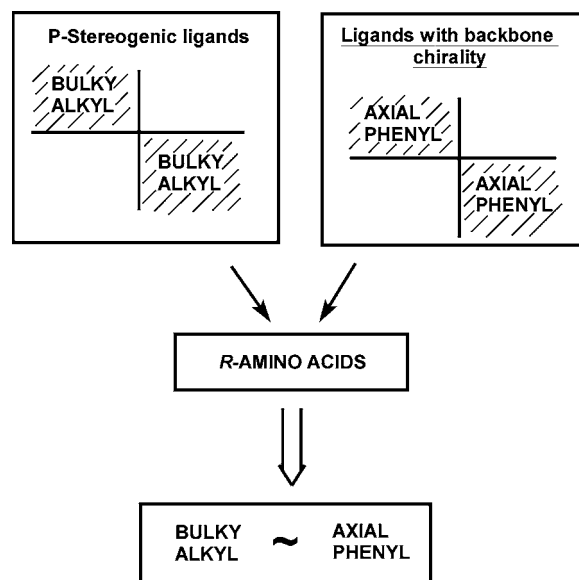 P-Stereogenic ligands
BULKY
ALKYL
BULKY
ALKYL
Ligands with backbone
chirality
AXIAL
PHENYL
AXIAL
PHENYL
R-AMINO ACIDS
BULKY
ALKYL
~
AXIAL
PHENYL